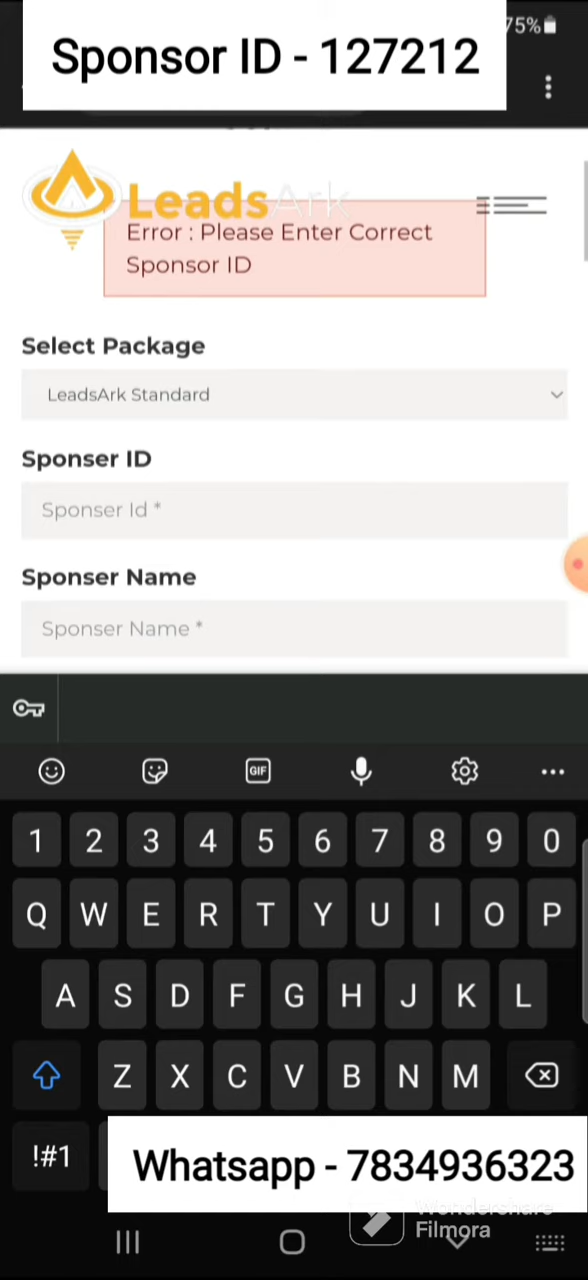 Sponsor ID - 127212
75%
LeadsArk
Error : Please Enter Correct
Sponsor ID
Select Package
LeadsArk Standard
Sponser ID
Sponser Id *
Sponser Name
Sponser Name *
GIF
1 2 3 4 5 6 7 8 9 0
Q W E R T Y U I O P
A S D F G H J K L
Z X C V B N M
!#1
Whatsapp - 7834936323
Wondershare
Filmora